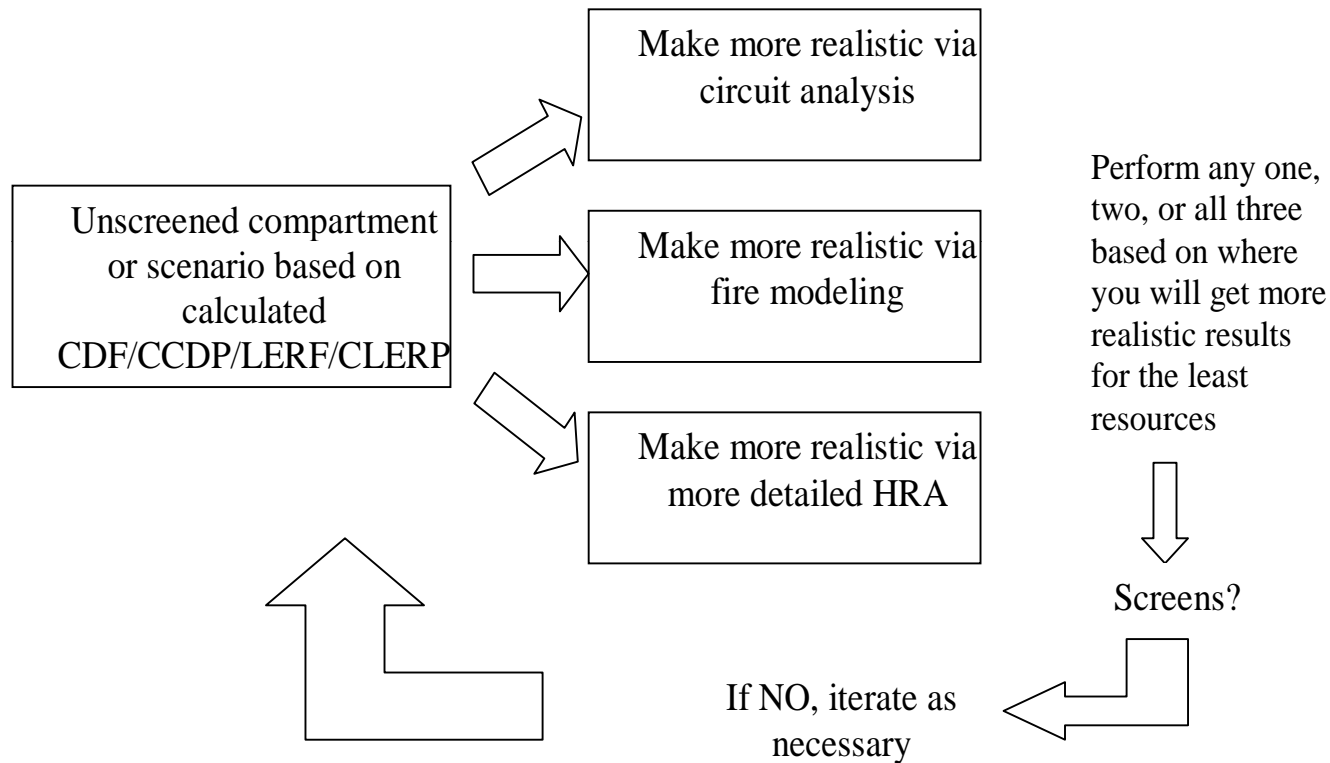 Unscreened compartment
or scenario based on
calculated
CDF/CCDP/LERF/CLERP
Make more realistic via
circuit analysis
Make more realistic via
fire modeling
Make more realistic via
more detailed HRA
Perform any one,
two, or all three
based on where
you will get more
realistic results
for the least
resources
Screens?
If NO, iterate as
necessary